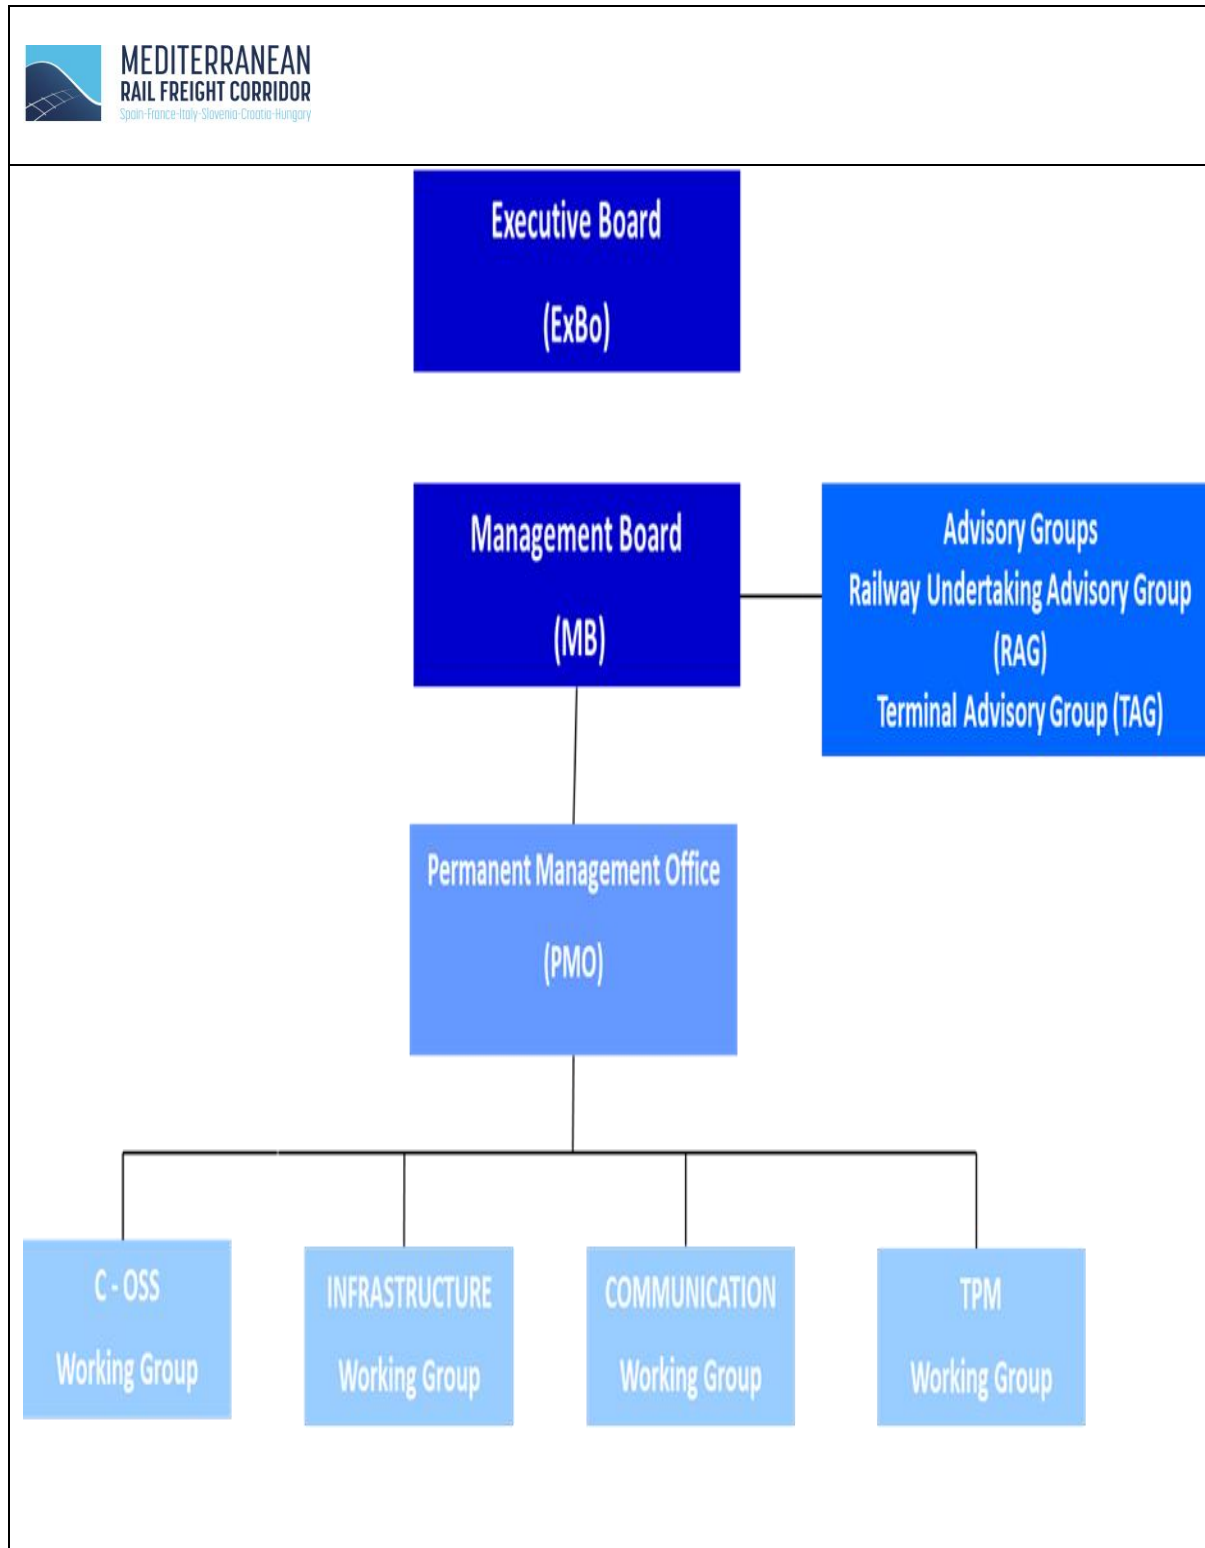 MEDITERRANEAN
RAIL FREIGHT CORRIDOR
Spain-France-Italy-Slovenia-Croatia-Hungary
Executive Board
(ExBo)
Management Board
(MB)
Advisory Groups
Railway Undertaking Advisory Group
(RAG)
Terminal Advisory Group (TAG)
Permanent Management Office
(PMO)
C - OSS
Working Group
INFRASTRUCTURE
Working Group
COMMUNICATION
Working Group
TPM
Working Group